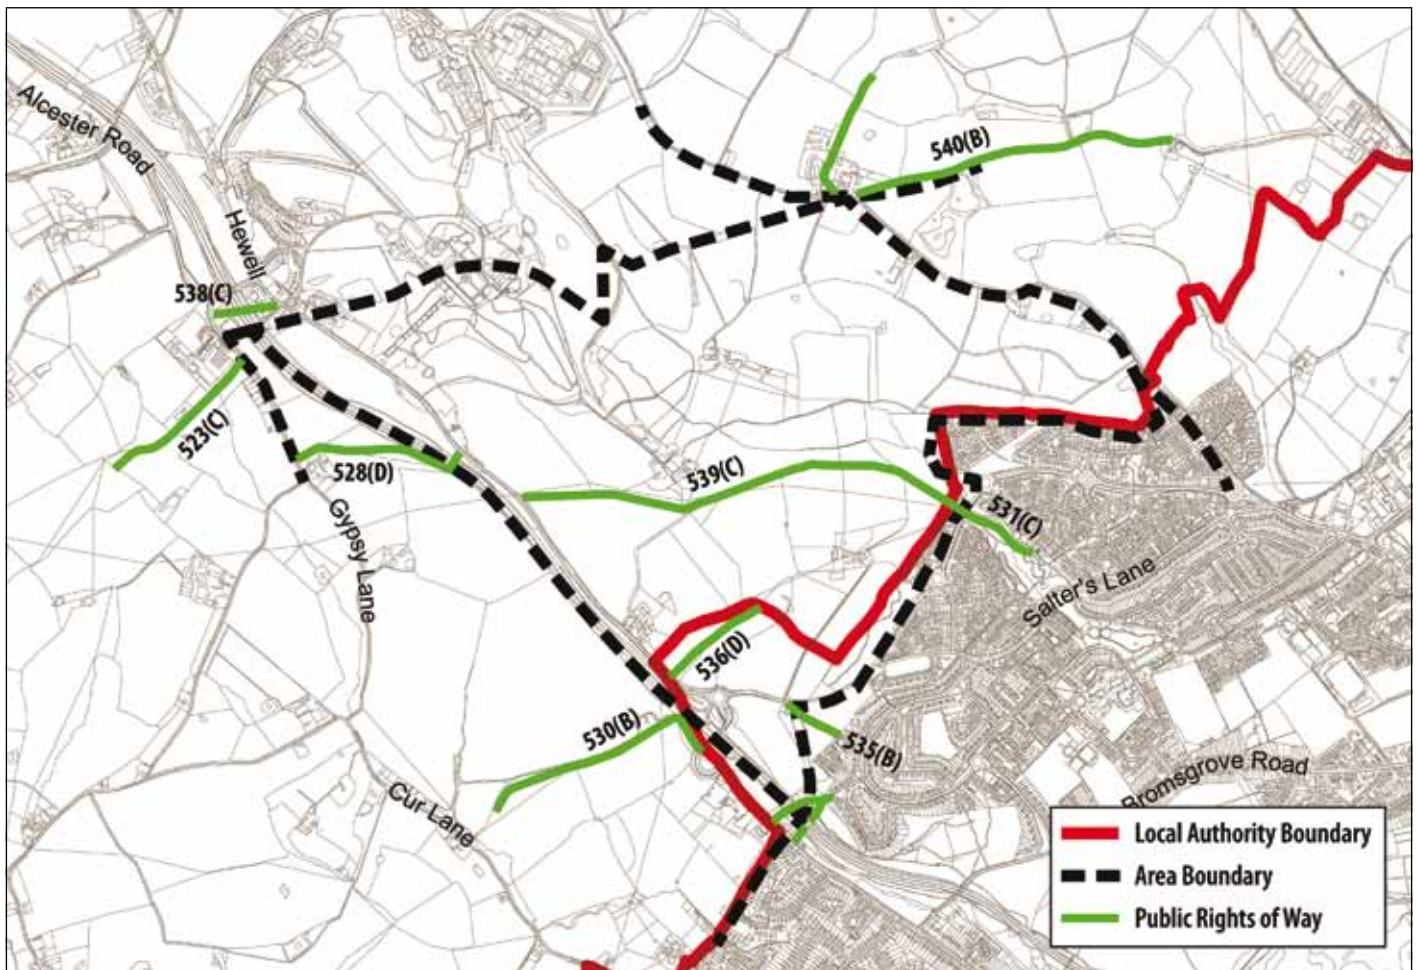 Alcester Road
Hewell
540(B)
538(C)
523(C)
528(D)
539(C)
531(C)
Gypsy Lane
Salter's Lane
536(D)
530(B)
535(B)
Bromsgrove Road
Cur Lane
Local Authority Boundary
Area Boundary
Public Rights of Way